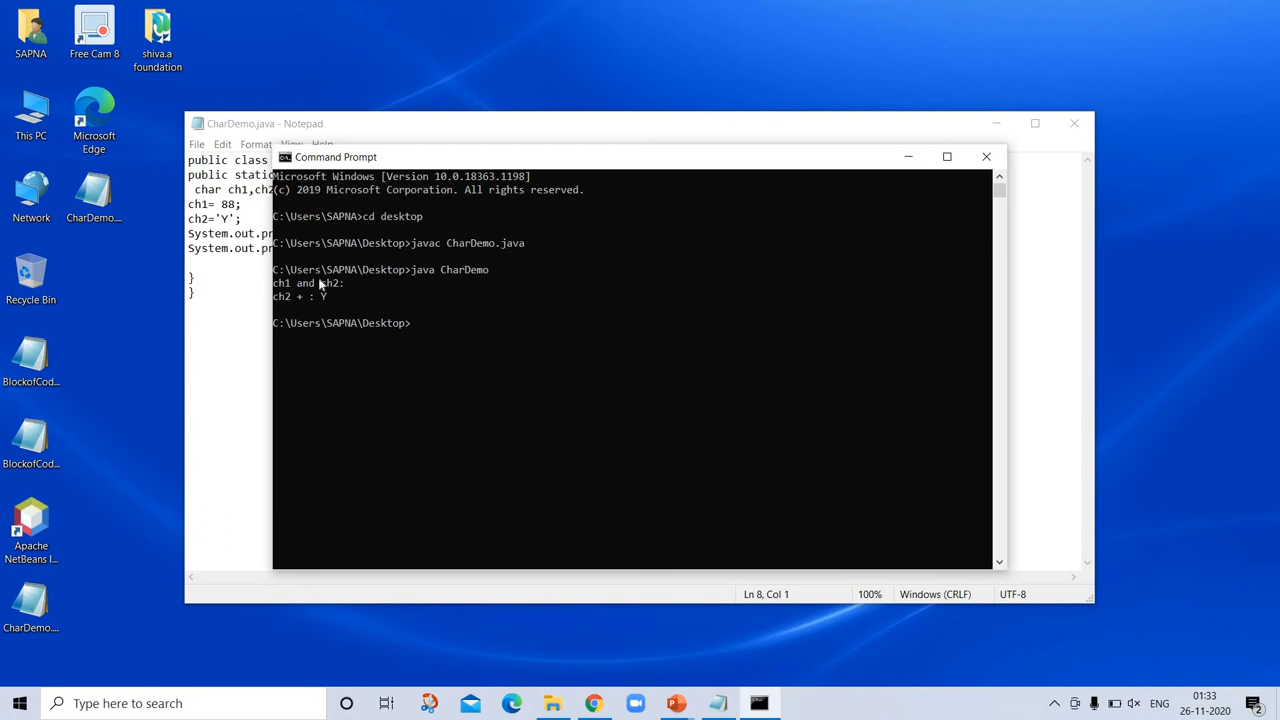 SAPNA
Free Cam 8
shiva.a
foundation
This PC
Microsoft
Edge
Network
CharDemo....
Recycle Bin
BlockofCod...
BlockofCod...
Apache
NetBeans I...
CharDemo....
CharDemo.java - Notepad
File Edit Format View Help
public class
public static
char ch1,ch2
ch1= 88;
ch2='Y';
System.out.pr
System.out.pr
}
}
Command Prompt
Microsoft Windows [Version 10.0.18363.1198]
(c) 2019 Microsoft Corporation. All rights reserved.
C:\Users\SAPNA>cd desktop
C:\Users\SAPNA\Desktop>javac CharDemo.java
C:\Users\SAPNA\Desktop>java CharDemo
ch1 and ch2:
ch2 + : Y
C:\Users\SAPNA\Desktop>
Ln 8, Col 1 100% Windows (CRLF) UTF-8
Type here to search
ENG
01:33
26-11-2020
2